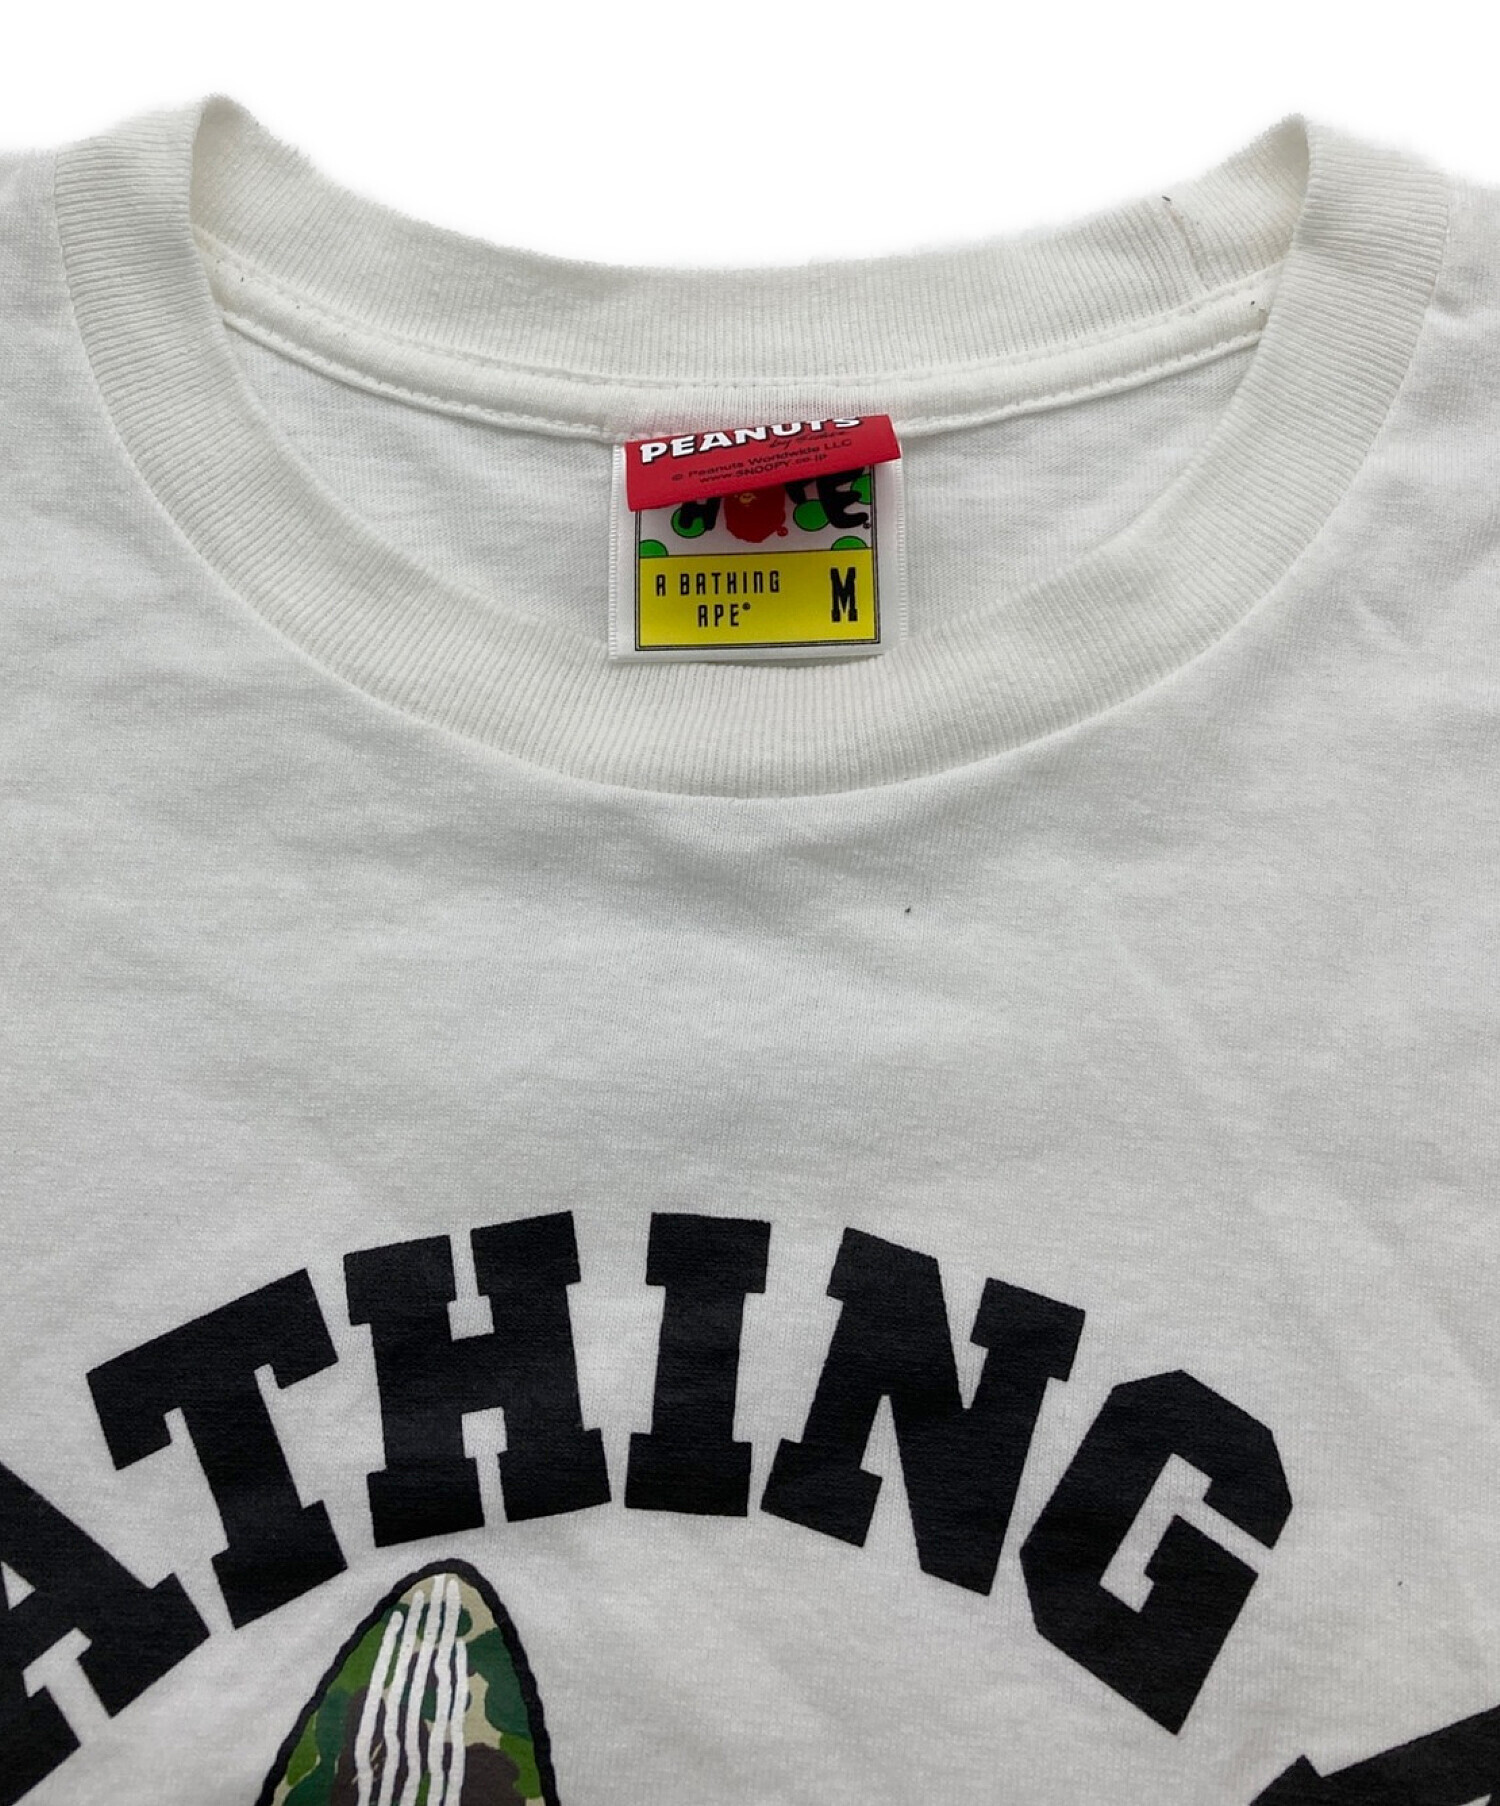 PEANUTS
© Peanuts Worldwide LLC
www.SNOOPY.co.jp
A BATHING
APE®
M
ATHING